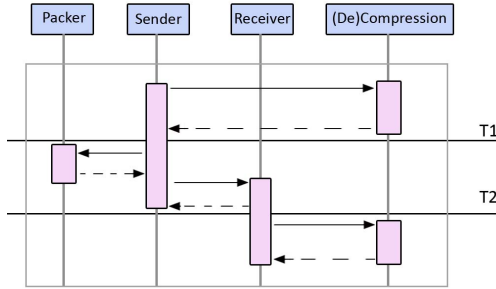 Packer
Sender
Receiver
(De)Compression
T1
T2